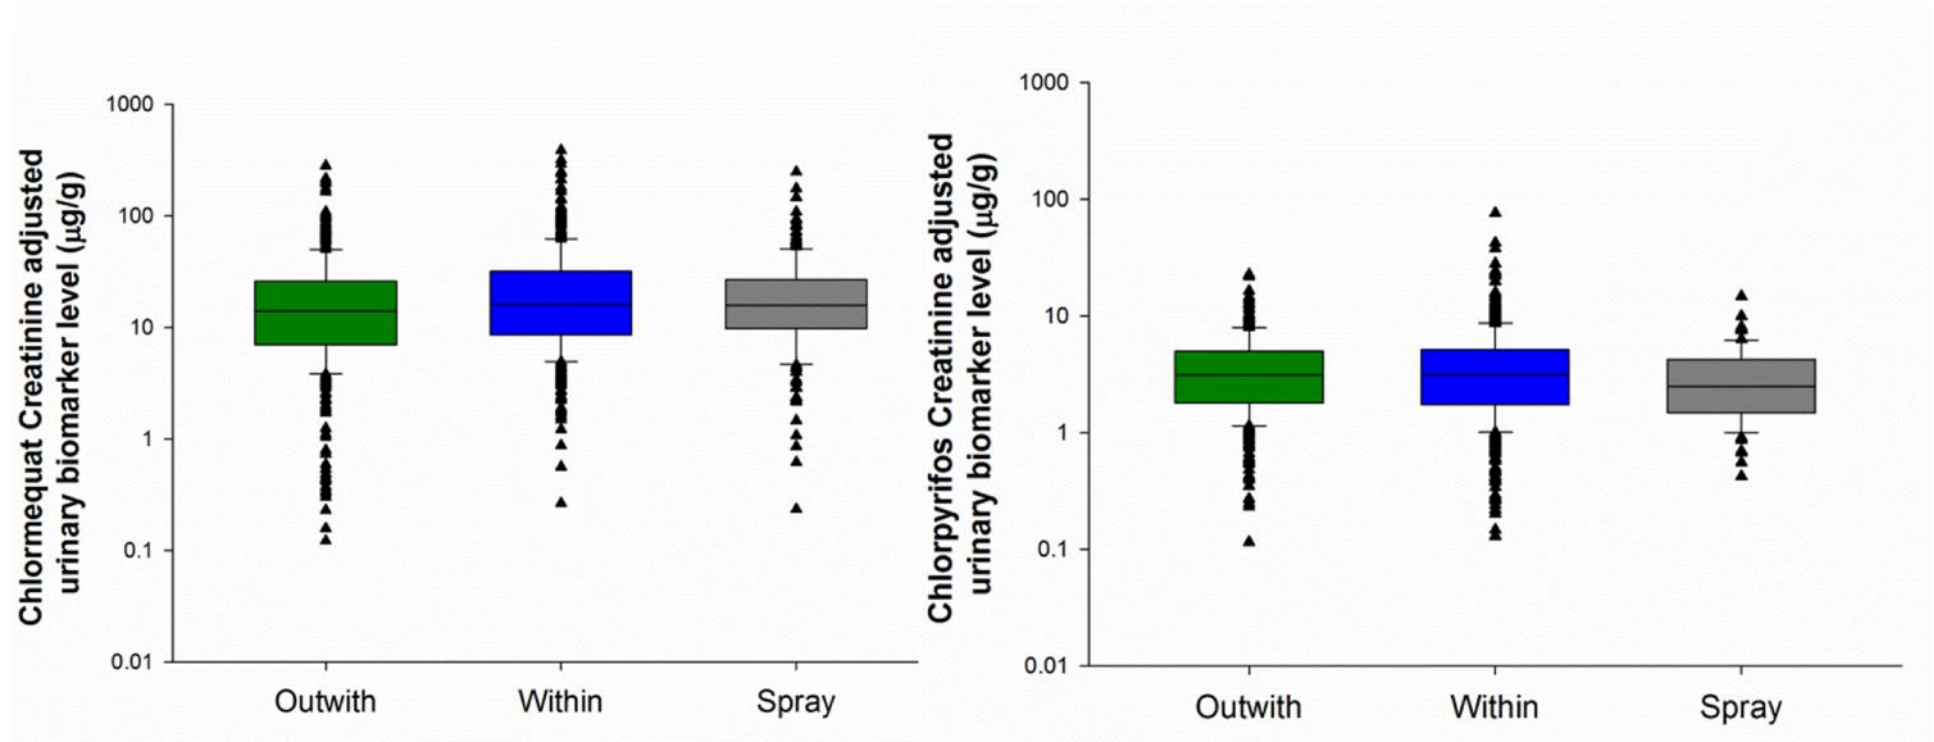 Chlormequat Creatinine adjusted
urinary biomarker level (µg/g)
1000
100
10
1
0.1
0.01
Outwith
Within
Spray
Chlorpyrifos Creatinine adjusted
urinary biomarker level (µg/g)
1000
100
10
1
0.1
0.01
Outwith
Within
Spray